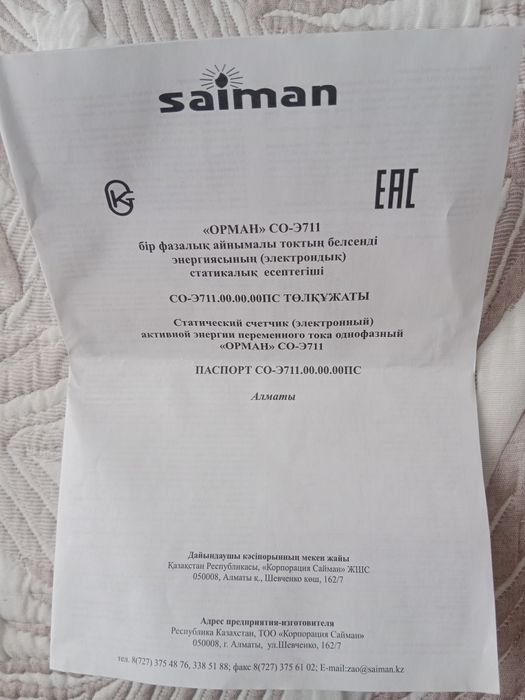 saiman
EAC
«ОРМАН» СО-Э711
бір фазалық айнымалы токтың белсенді
энергиясының (электрондық)
статикалық есептегіші
СО-Э711.00.00.00ПС ТӨЛҚҰЖАТЫ
Статический счетчик (электронный)
активной энергии переменного тока однофазный
«ОРМАН» СО-Э711
ПАСПОРТ СО-Э711.00.00.00ПС
Алматы
Дайындаушы кәсіпорынның мекен жайы
Қазақстан Республикасы, «Корпорация Сайман» ЖШС
050008, Алматы қ., Шевченко көш, 162/7
Адрес предприятия-изготовителя
Республика Казахстан, ТОО «Корпорация Сайман»
050008, г. Алматы, ул.Шевченко, 162/7
тел. 8(727) 375 48 76, 338 51 88; факс 8(727) 375 61 02; E-mail:zao@saiman.kz